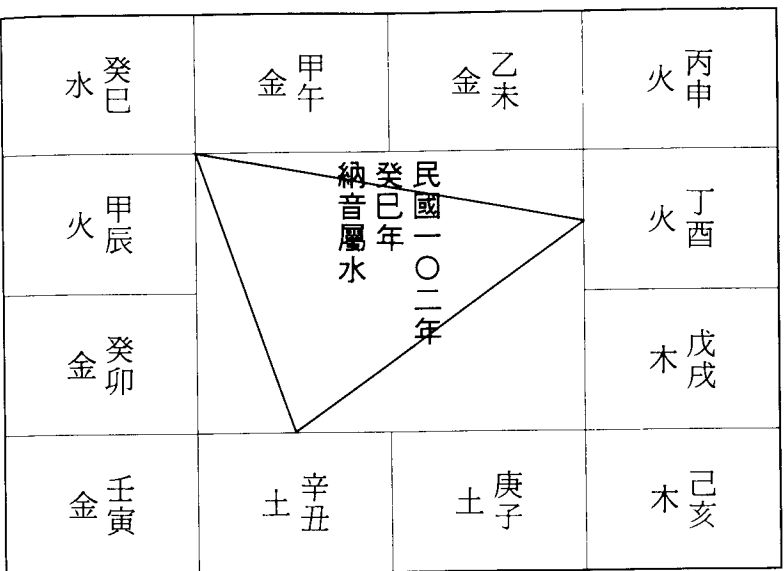 癸巳
水
甲午
金
乙未
金
丙申
火
甲辰
火
民國一〇二年
癸巳年
納音屬水
丁酉
火
癸卯
金
戊戌
木
壬寅
金
辛丑
土
庚子
土
己亥
木